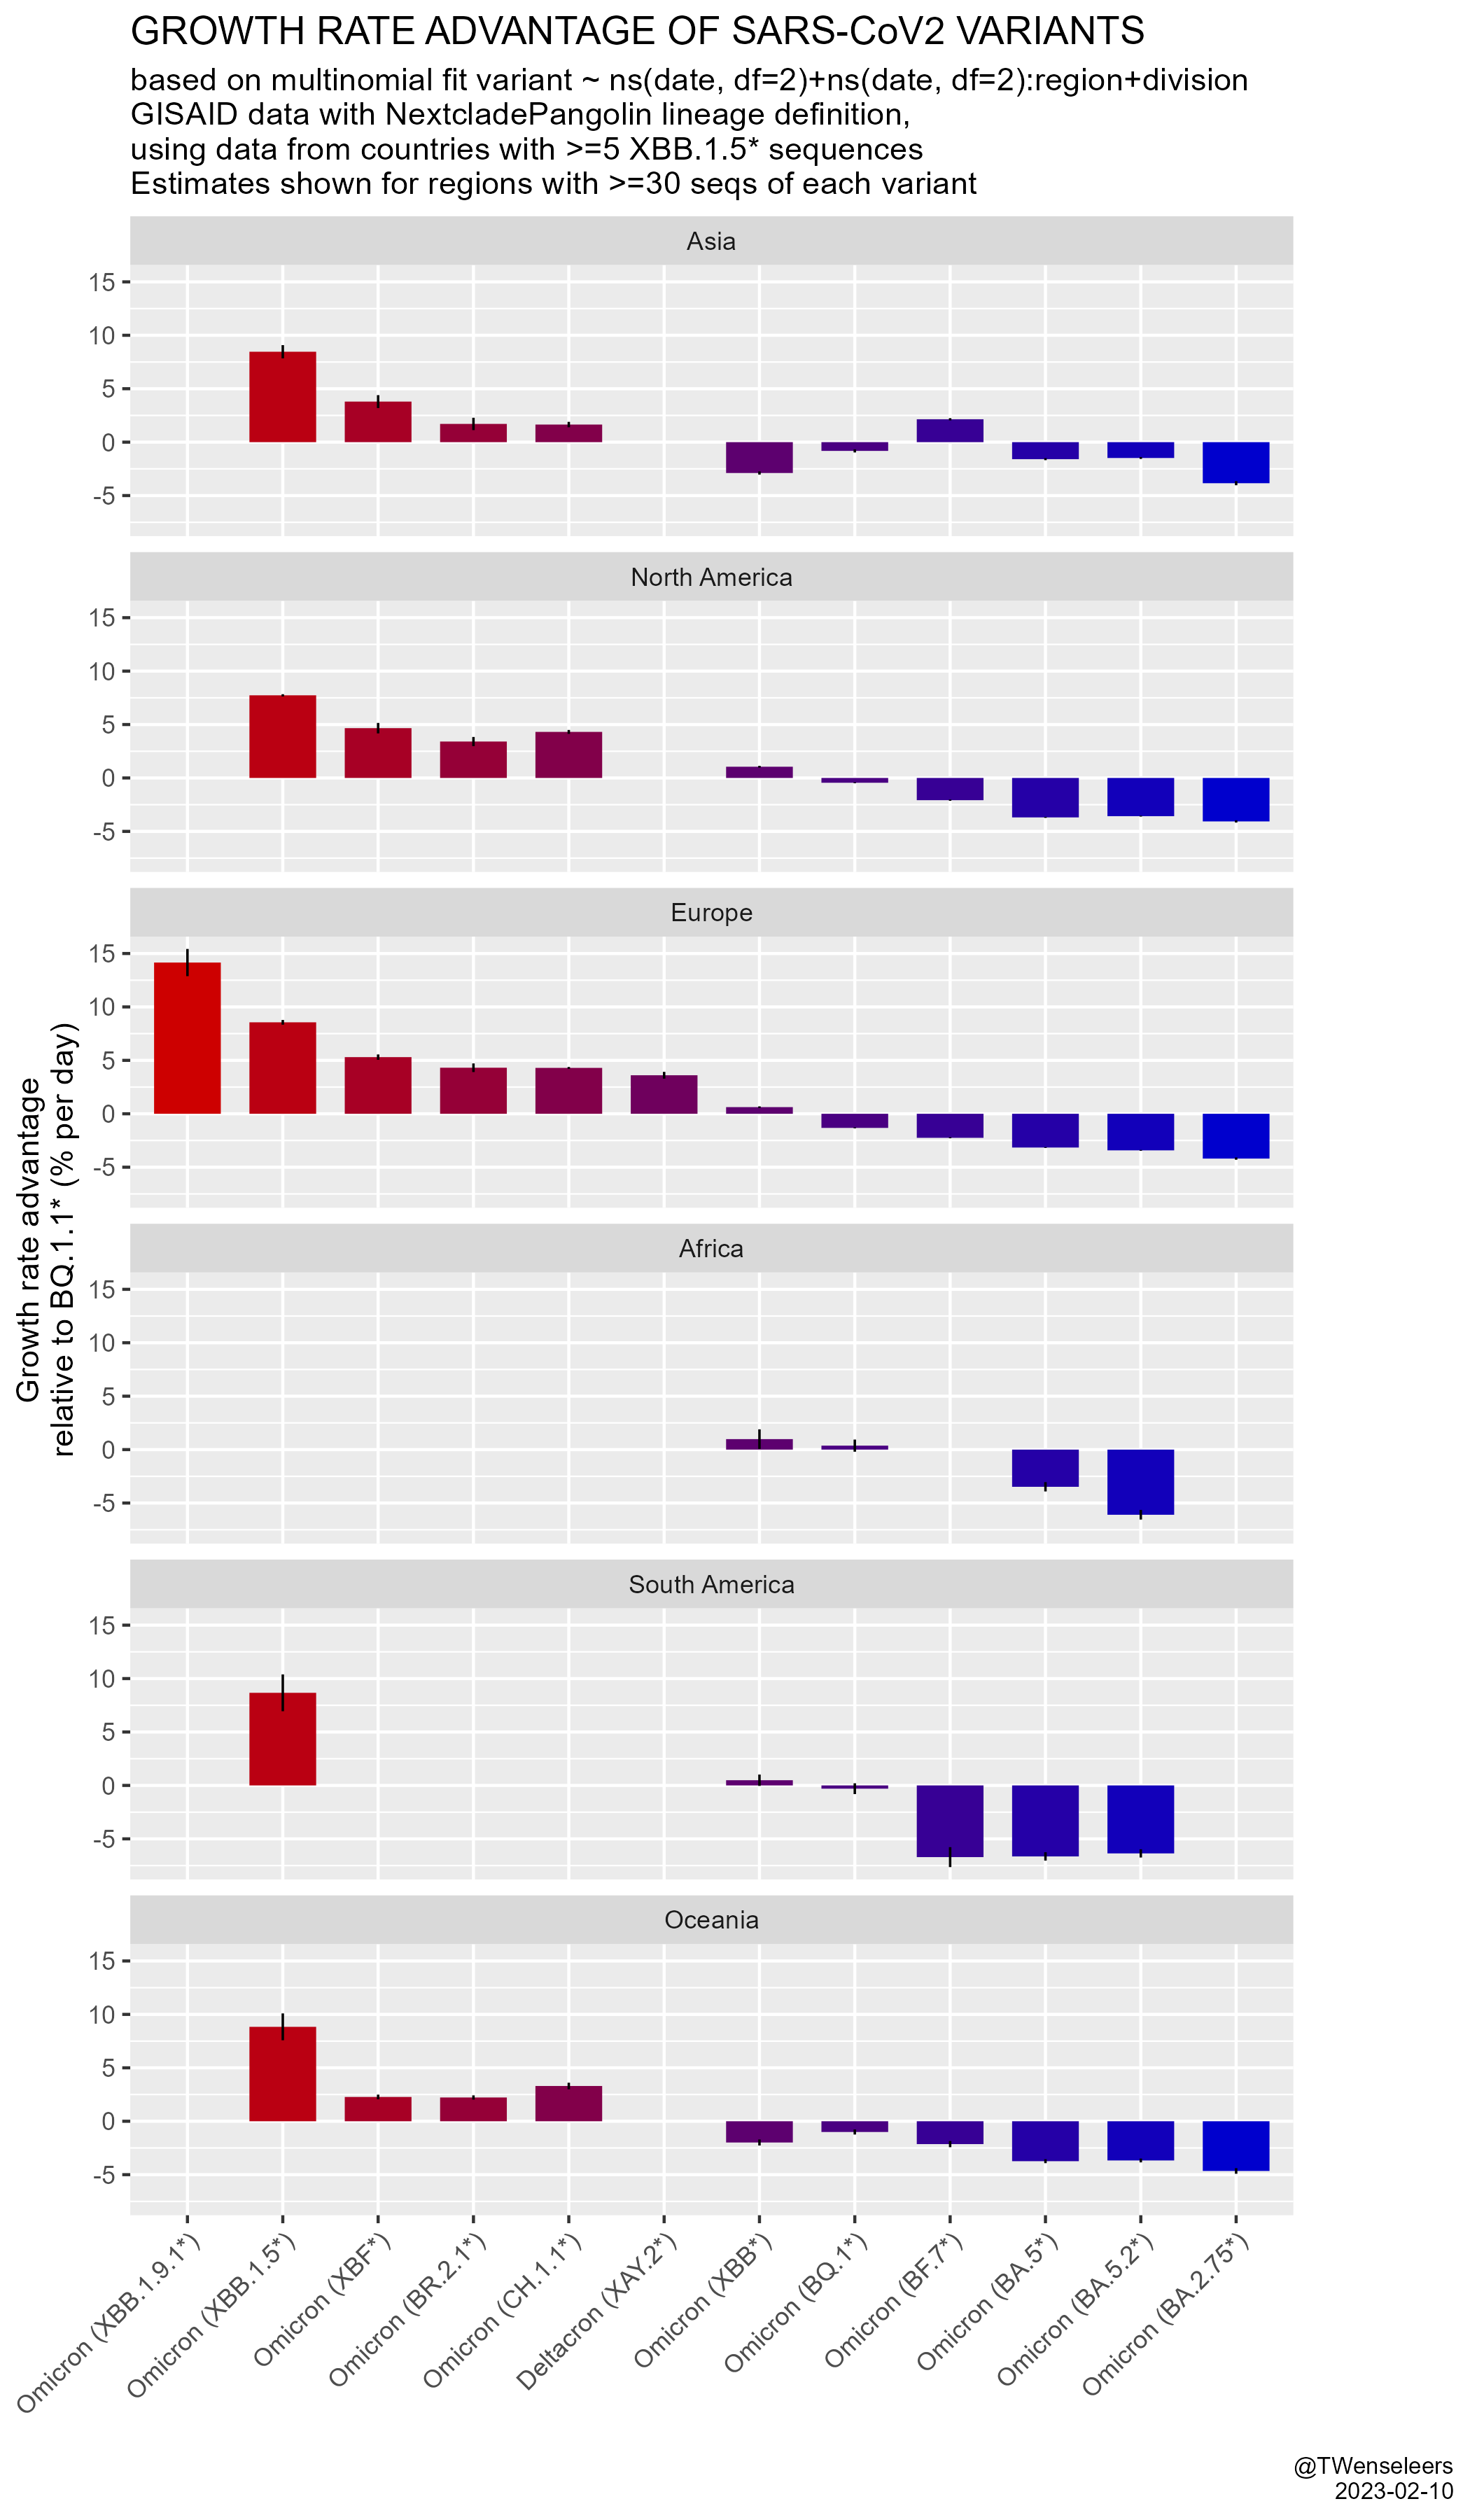 GROWTH RATE ADVANTAGE OF SARS-CoV2 VARIANTS
based on multinomial fit variant ~ ns(date, df=2)+ns(date, df=2):region+division
GISAID data with NextcladePangolin lineage definition,
using data from countries with >=5 XBB.1.5* sequences
Estimates shown for regions with >=30 seqs of each variant
Growth rate advantage
relative to BQ.1.1* (% per day)
Asia
15
10
5
0
-5
North America
15
10
5
0
-5
Europe
15
10
5
0
-5
Africa
15
10
5
0
-5
South America
15
10
5
0
-5
Oceania
15
10
5
0
-5
Omicron (XBB.1.9.1*)
Omicron (XBB.1.5*)
Omicron (XBF*)
Omicron (BR.2.1*)
Omicron (CH.1.1*)
Deltacron (XAY.2*)
Omicron (XBB*)
Omicron (BQ.1*)
Omicron (BF.7*)
Omicron (BA.5*)
Omicron (BA.5.2*)
Omicron (BA.2.75*)
@TWenseleers
2023-02-10